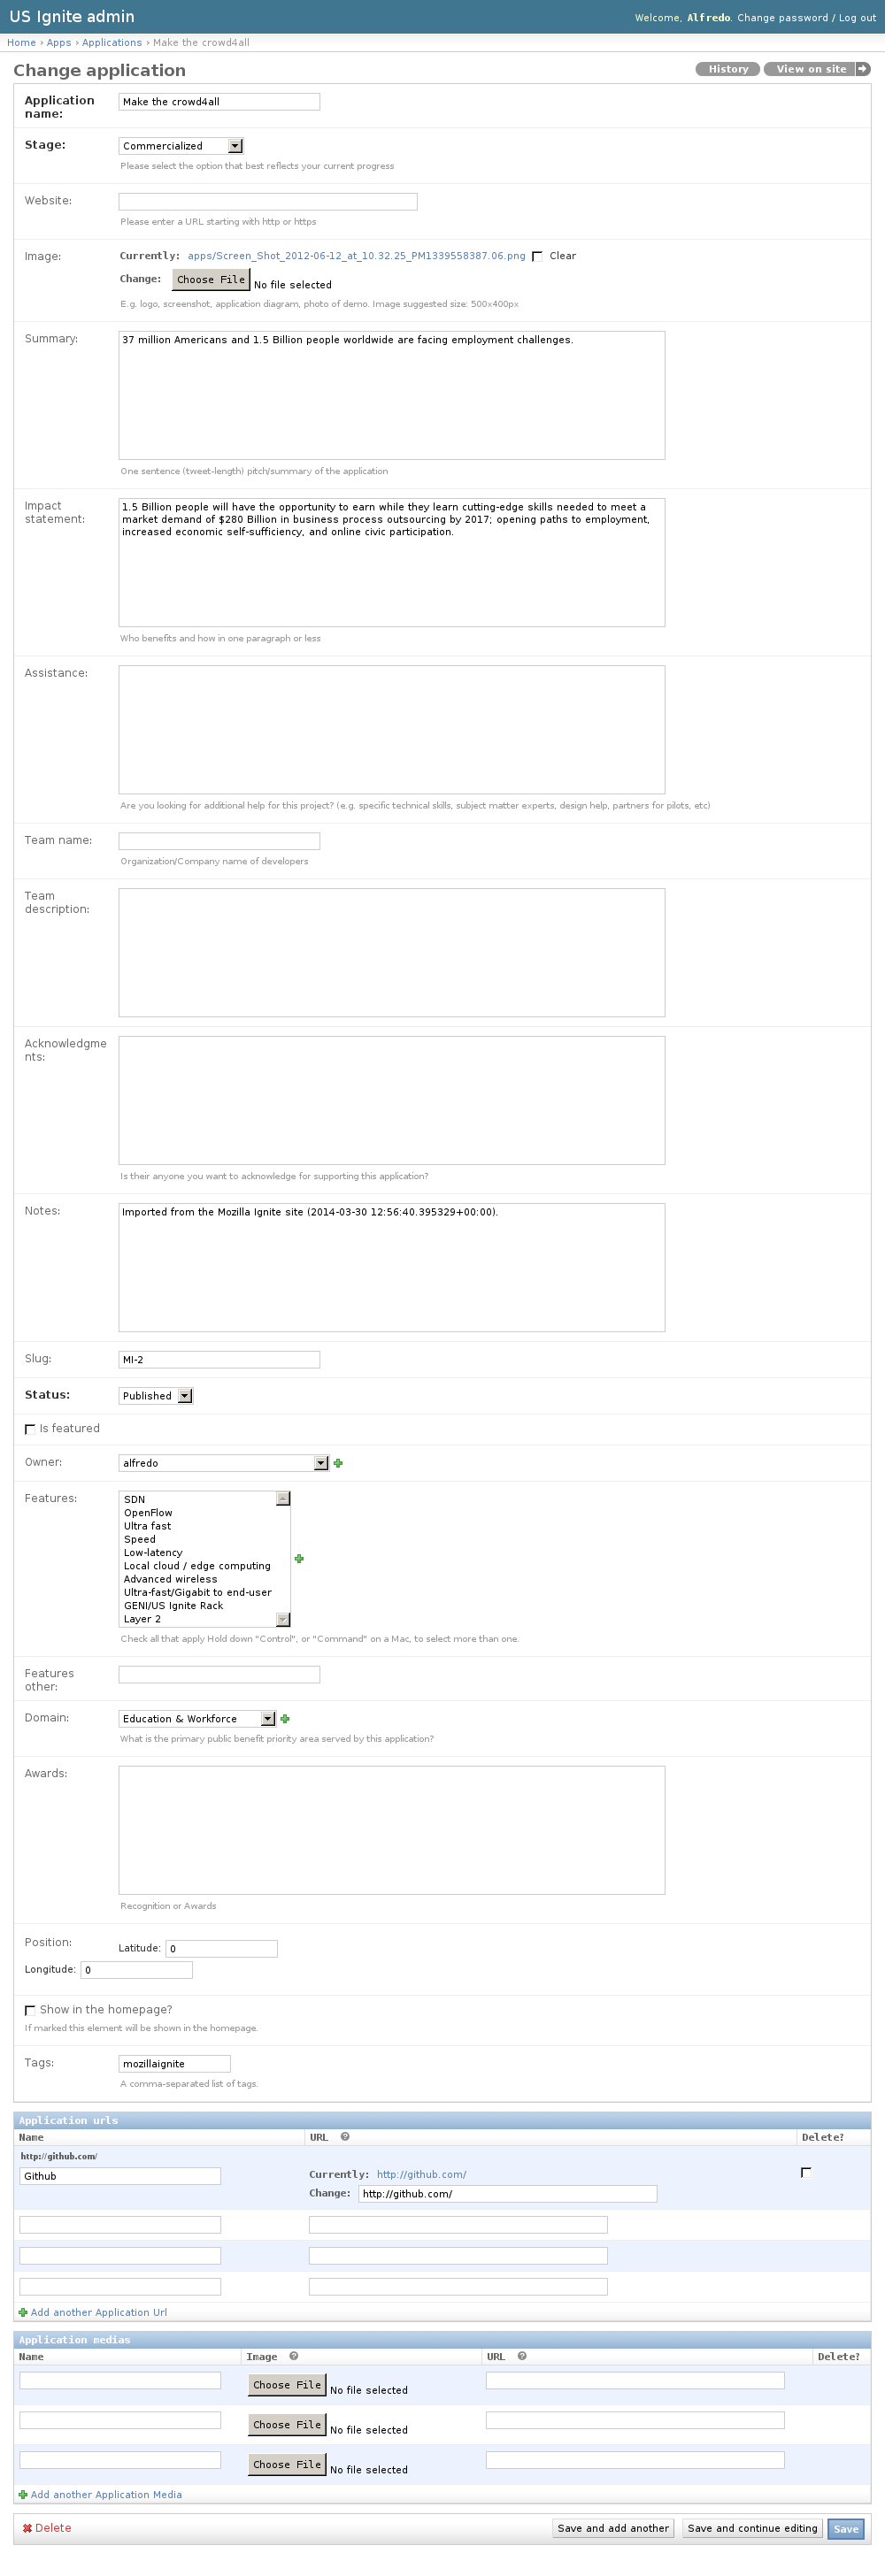 US Ignite admin
Welcome, Alfredo. Change password / Log out
Home › Apps › Applications › Make the crowd4all
Change application
History
View on site
Application
name:
Make the crowd4all
Stage:
Commercialized
Please select the option that best reflects your current progress
Website:
Please enter a URL starting with http or https
Image:
Currently: apps/Screen_Shot_2012-06-12_at_10.32.25_PM1339558387.06.png Clear
Change: Choose File No file selected
E.g. logo, screenshot, application diagram, photo of demo. Image suggested size: 500x400px
Summary:
37 million Americans and 1.5 Billion people worldwide are facing employment challenges.
One sentence (tweet-length) pitch/summary of the application
Impact
statement:
1.5 Billion people will have the opportunity to earn while they learn cutting-edge skills needed to meet a
market demand of $280 Billion in business process outsourcing by 2017; opening paths to employment,
increased economic self-sufficiency, and online civic participation.
Who benefits and how in one paragraph or less
Assistance:
Are you looking for additional help for this project? (e.g. specific technical skills, subject matter experts, design help, partners for pilots, etc)
Team name:
Organization/Company name of developers
Team
description:
Acknowledgme
nts:
Is their anyone you want to acknowledge for supporting this application?
Notes:
Imported from the Mozilla Ignite site (2014-03-30 12:56:40.395329+00:00).
Slug:
MI-2
Status:
Published
Is featured
Owner:
alfredo
Features:
SDN
OpenFlow
Ultra fast
Speed
Low-latency
Local cloud / edge computing
Advanced wireless
Ultra-fast/Gigabit to end-user
GENI/US Ignite Rack
Layer 2
Check all that apply Hold down "Control", or "Command" on a Mac, to select more than one.
Features
other:
Domain:
Education & Workforce
What is the primary public benefit priority area served by this application?
Awards:
Recognition or Awards
Position:
Latitude: 0
Longitude: 0
Show in the homepage?
If marked this element will be shown in the homepage.
Tags:
mozillaignite
A comma-separated list of tags.
Application urls
Name URL Delete?
http://github.com/
Github
Currently: http://github.com/
Change: http://github.com/
Add another Application Url
Application medias
Name Image URL Delete?
Choose File No file selected
Choose File No file selected
Choose File No file selected
Add another Application Media
Delete
Save and add another
Save and continue editing
Save